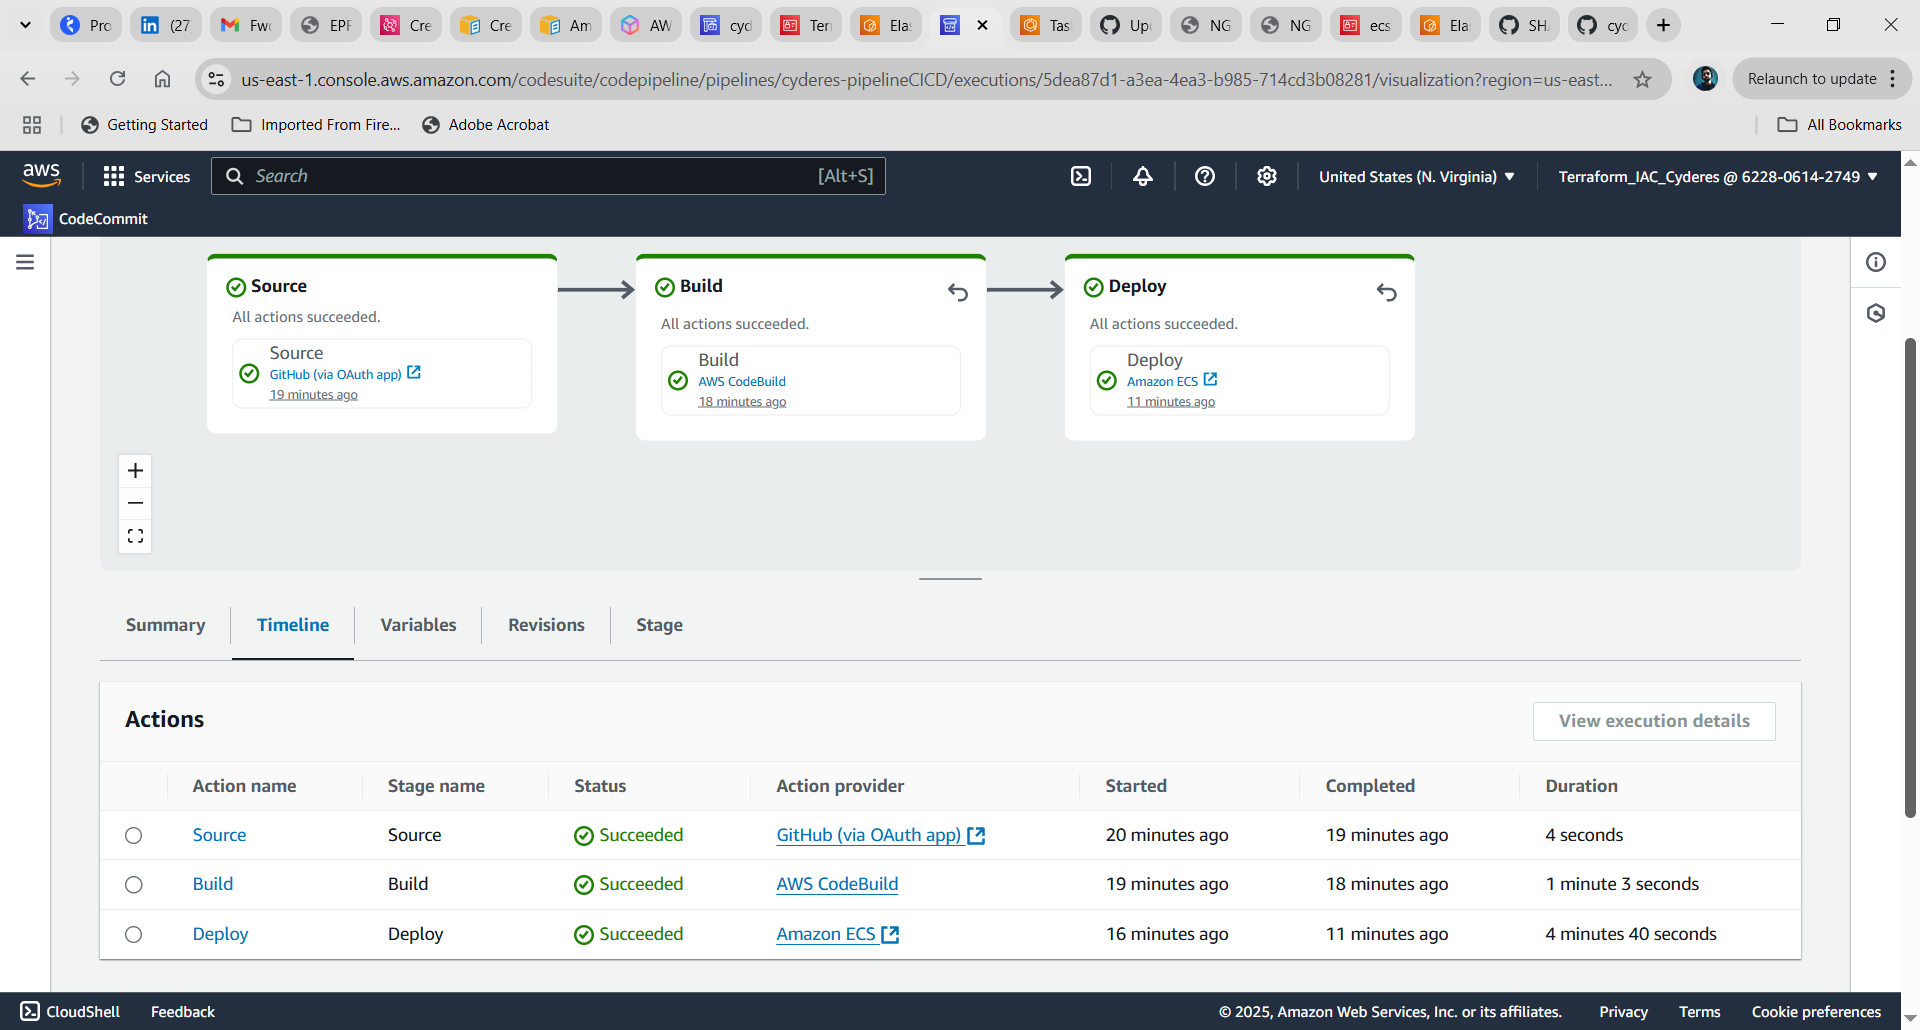 Pro
(27
Fwd
EPF
Cre
Cre
Am
AW
cyd
Terr
Elas
Tas
Upd
NG
NG
ecs
Ela
SH
cyd
us-east-1.console.aws.amazon.com/codesuite/codepipeline/pipelines/cyderes-pipelineCICD/executions/5dea87d1-a3ea-4ea3-b985-714cd3b08281/visualization?region=us-east...
Relaunch to update
Getting Started
Imported From Fire...
Adobe Acrobat
All Bookmarks
aws
Services
Search
[Alt+S]
United States (N. Virginia)
Terraform_IAC_Cyderes @ 6228-0614-2749
CodeCommit
Source
All actions succeeded.
Source
GitHub (via OAuth app)
19 minutes ago
Build
All actions succeeded.
Build
AWS CodeBuild
18 minutes ago
Deploy
All actions succeeded.
Deploy
Amazon ECS
11 minutes ago
Summary
Timeline
Variables
Revisions
Stage
Actions
View execution details
Action name Stage name Status Action provider Started Completed Duration
Source Source Succeeded GitHub (via OAuth app) 20 minutes ago 19 minutes ago 4 seconds
Build Build Succeeded AWS CodeBuild 19 minutes ago 18 minutes ago 1 minute 3 seconds
Deploy Deploy Succeeded Amazon ECS 16 minutes ago 11 minutes ago 4 minutes 40 seconds
CloudShell
Feedback
© 2025, Amazon Web Services, Inc. or its affiliates.
Privacy
Terms
Cookie preferences